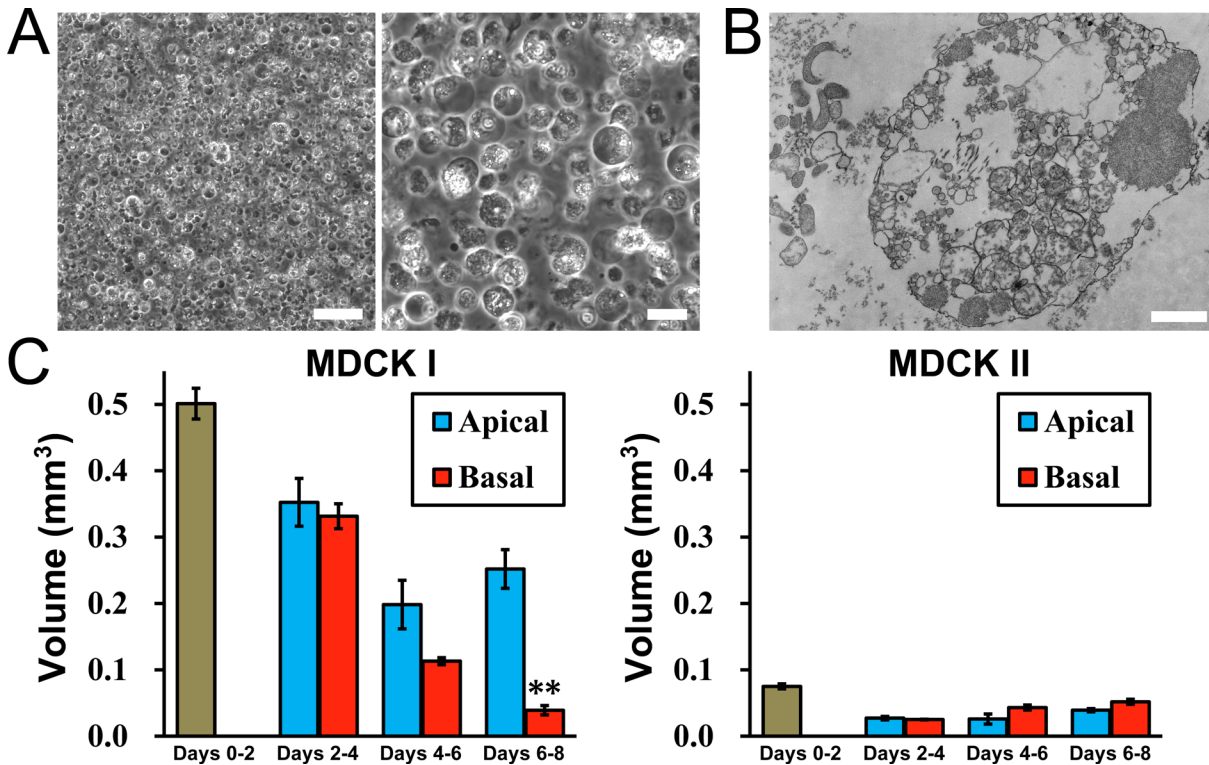 A
B
C
MDCK I
Volume (mm³)
0.5
0.4
0.3
0.2
0.1
0.0
Apical
Basal
**
Days 0-2 Days 2-4 Days 4-6 Days 6-8
MDCK II
Volume (mm³)
0.5
0.4
0.3
0.2
0.1
0.0
Apical
Basal
Days 0-2 Days 2-4 Days 4-6 Days 6-8